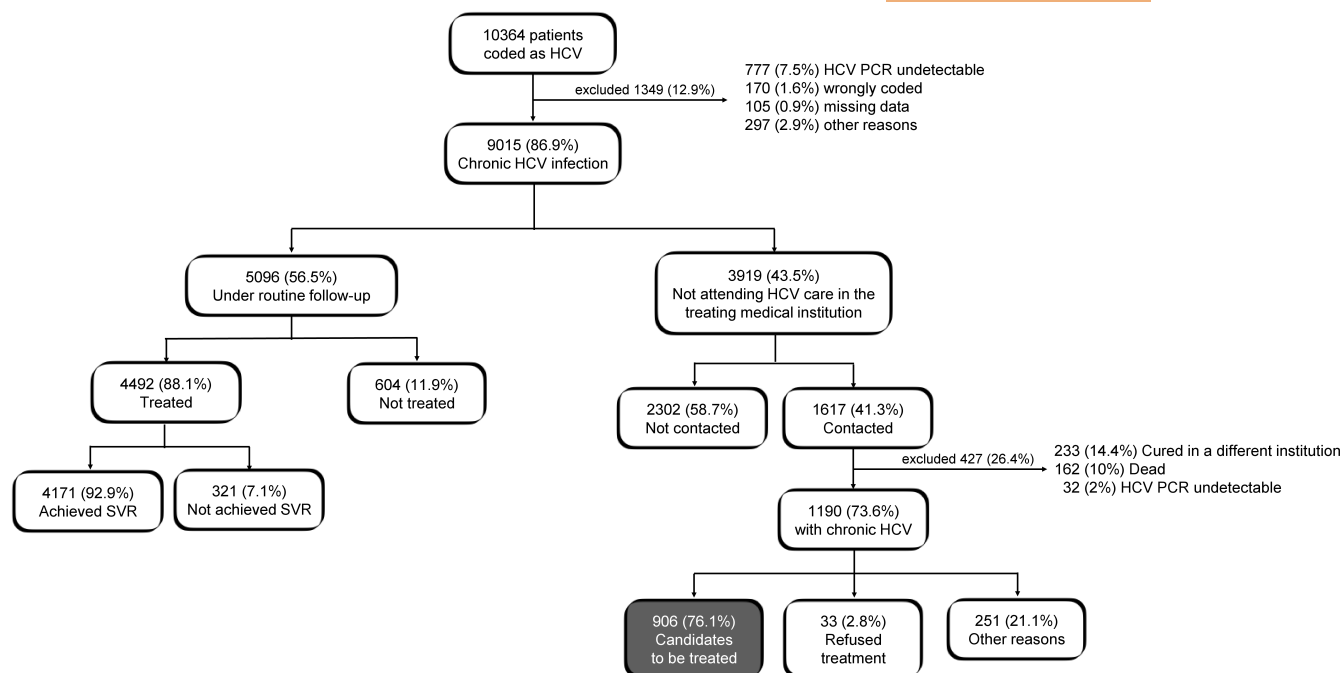 10364 patients
coded as HCV
excluded 1349 (12.9%)
777 (7.5%) HCV PCR undetectable
170 (1.6%) wrongly coded
105 (0.9%) missing data
297 (2.9%) other reasons
9015 (86.9%)
Chronic HCV infection
5096 (56.5%)
Under routine follow-up
3919 (43.5%)
Not attending HCV care in the
treating medical institution
4492 (88.1%)
Treated
604 (11.9%)
Not treated
2302 (58.7%)
Not contacted
1617 (41.3%)
Contacted
excluded 427 (26.4%)
233 (14.4%) Cured in a different institution
162 (10%) Dead
32 (2%) HCV PCR undetectable
4171 (92.9%)
Achieved SVR
321 (7.1%)
Not achieved SVR
1190 (73.6%)
with chronic HCV
906 (76.1%)
Candidates
to be treated
33 (2.8%)
Refused
treatment
251 (21.1%)
Other reasons